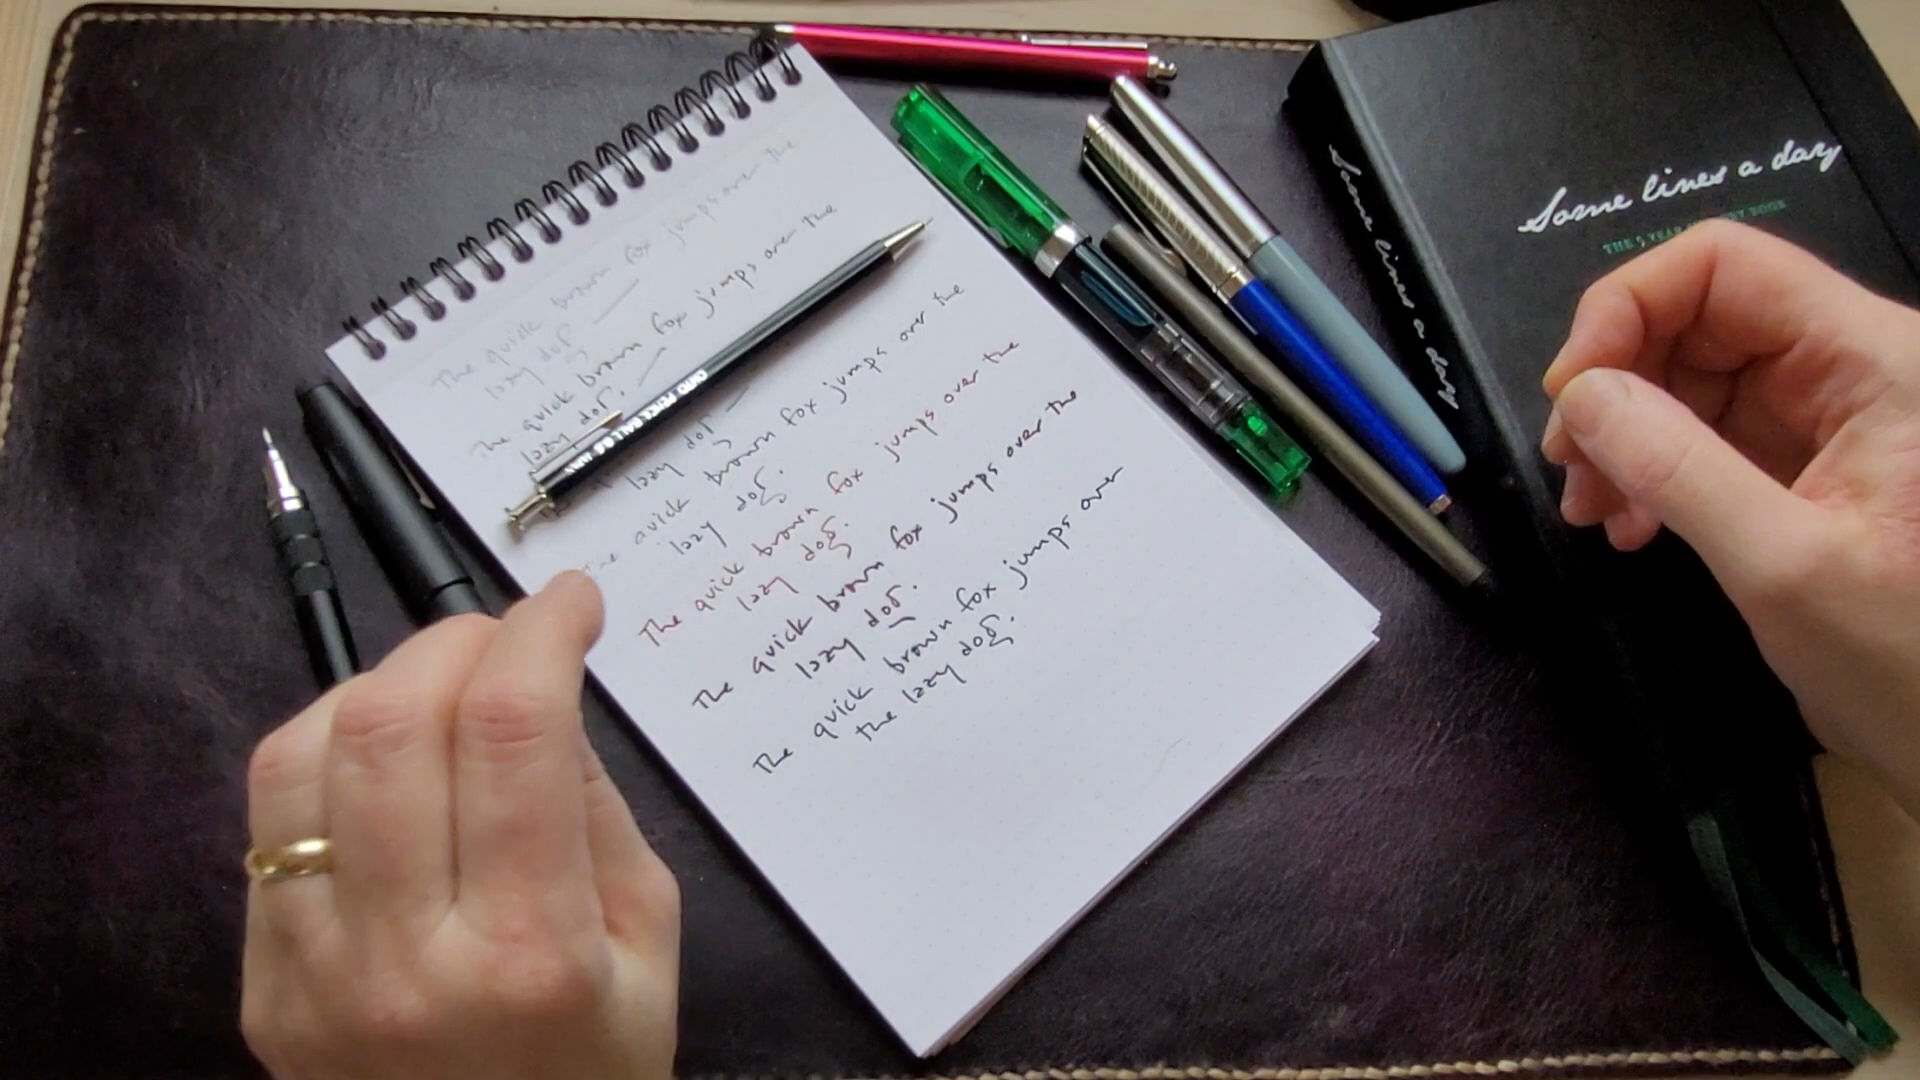 The quick brown fox jumps over the
lazy dog
The quick brown fox jumps over the
lazy dog.
lazy dog
The quick brown fox jumps over the
lazy dog.
The quick brown fox jumps over the
lazy dog.
The quick brown fox jumps over the
lazy dog.
The quick brown fox jumps over
the lazy dog.
OHTO
JAPAN
Some lines a day
Some lines a day
THE 5 YEAR
BOOK